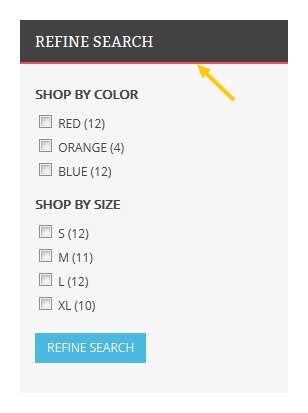 REFINE SEARCH
SHOP BY COLOR
RED (12)
ORANGE (4)
BLUE (12)
SHOP BY SIZE
S (12)
M (11)
L (12)
XL (10)
REFINE SEARCH